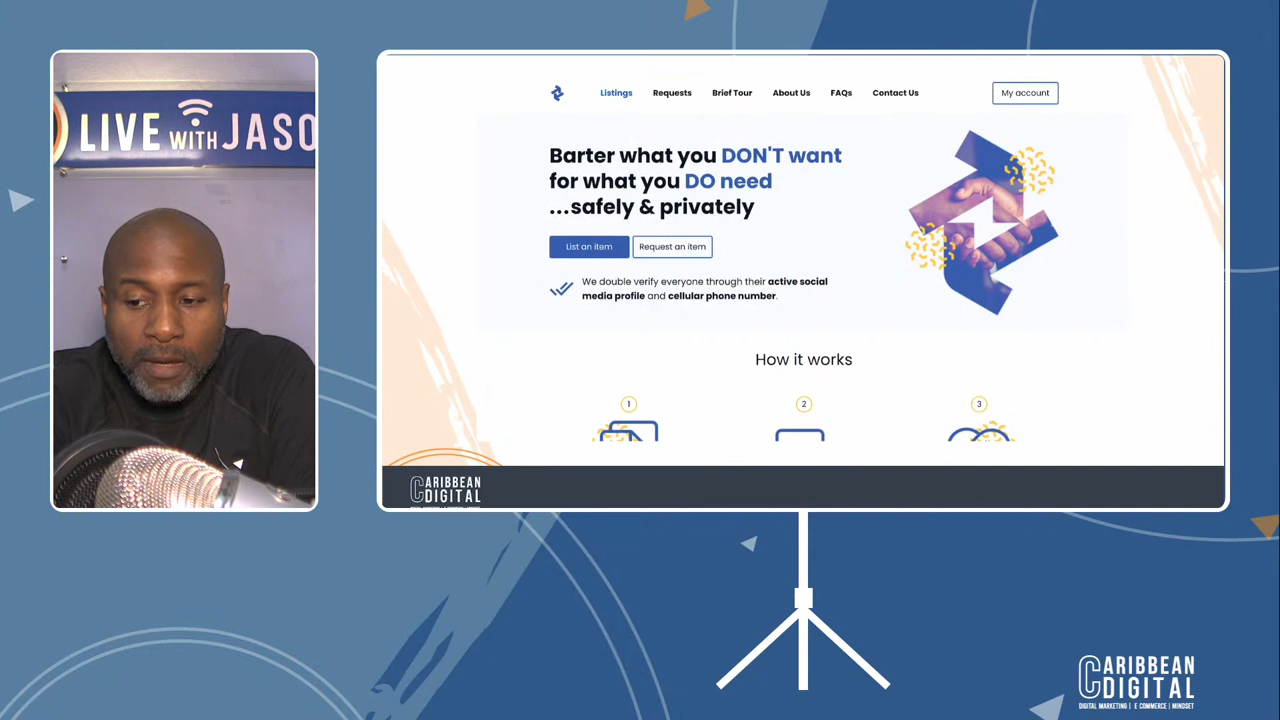 LIVE WITH JASO
Listings Requests Brief Tour About Us FAQs Contact Us My account
Barter what you DON'T want
for what you DO need
...safely & privately
List an item Request an item
We double verify everyone through their active social
media profile and cellular phone number.
How it works
1 2 3
CARIBBEAN
DIGITAL
CARIBBEAN
DIGITAL
DIGITAL MARKETING | E COMMERCE | MINDSET